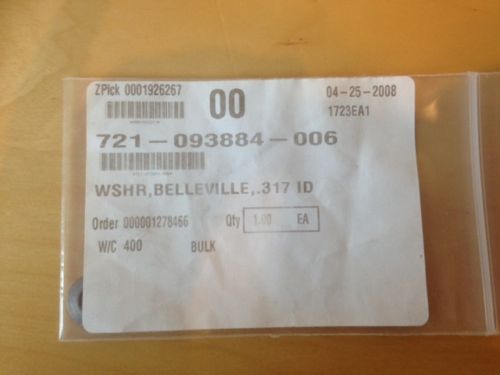 ZPick 0001926267
00
04-25-2008
1723EA1
721-093884-006
WSHR,BELLEVILLE,.317 ID
Order 000001278466 Qty 1.00 EA
W/C 400 BULK